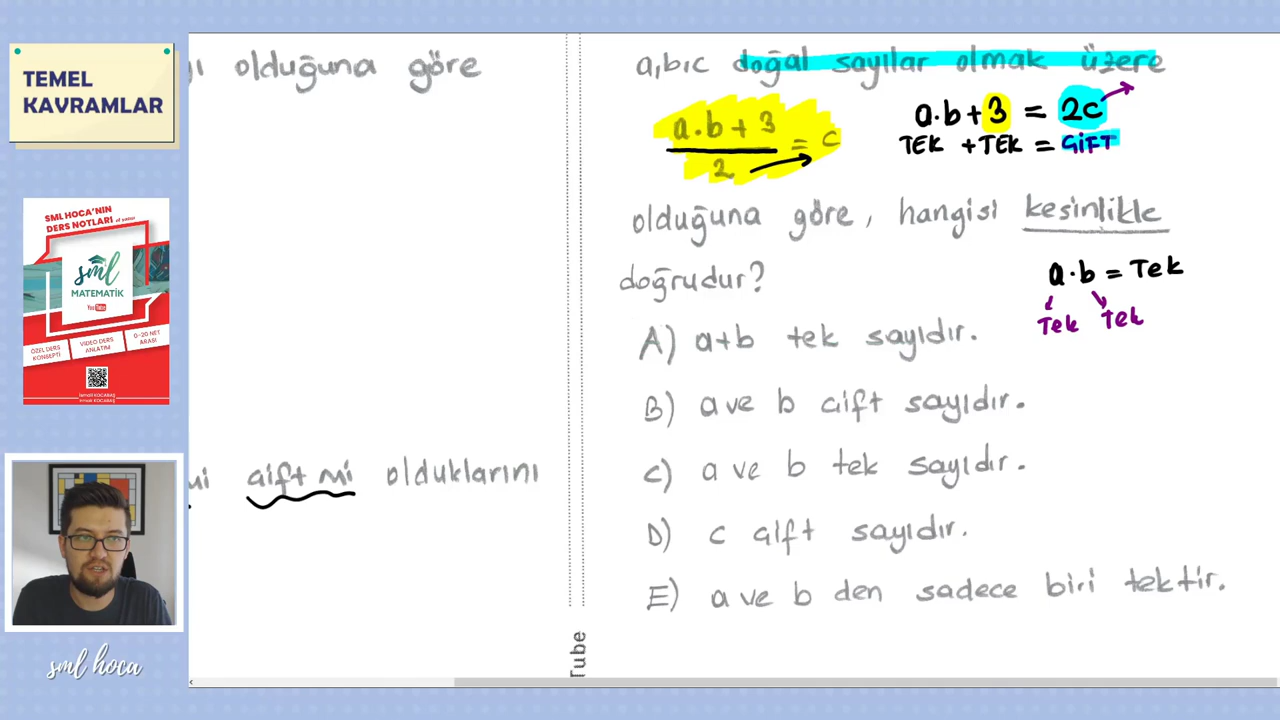 TEMEL
KAVRAMLAR
SML HOCA'NIN
DERS NOTLARI
sml
MATEMATİK
YouTube
ÖZEL DERS
KONSEPTİ
VIDEO DERS
ANLATIM
0-20 NET
ARASI
sml hoca
olduğuna göre
çift mi olduklarını
Tube
a,b,c doğal sayılar olmak üzere
a.b+3
2
= c
a.b+3 = 2c
TEK +TEK = ÇİFT
olduğuna göre, hangisi kesinlikle
doğrudur?
a.b = Tek
Tek Tek
A) a+b tek sayıdır.
B) a ve b çift sayıdır.
C) a ve b tek sayıdır.
D) c çift sayıdır.
E) a ve b den sadece biri tektir.